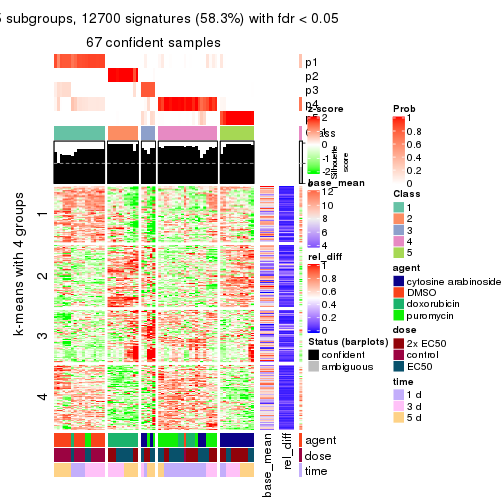 subgroups, 12700 signatures (58.3%) with fdr < 0.05
67 confident samples
p1
p2
p3
p4
Class
Silhouette
score
k-means with 4 groups
1
2
3
4
base_mean
rel_diff
agent
dose
time
z-score
2
1
0
-1
-2
base_mean
12
10
8
6
4
rel_diff
1
0.8
0.6
0.4
0.2
0
Status (barplots)
confident
ambiguous
Prob
1
0.8
0.6
0.4
0.2
0
Class
1
2
3
4
5
agent
cytosine arabinoside
DMSO
doxorubicin
puromycin
dose
2x EC50
control
EC50
time
1 d
3 d
5 d